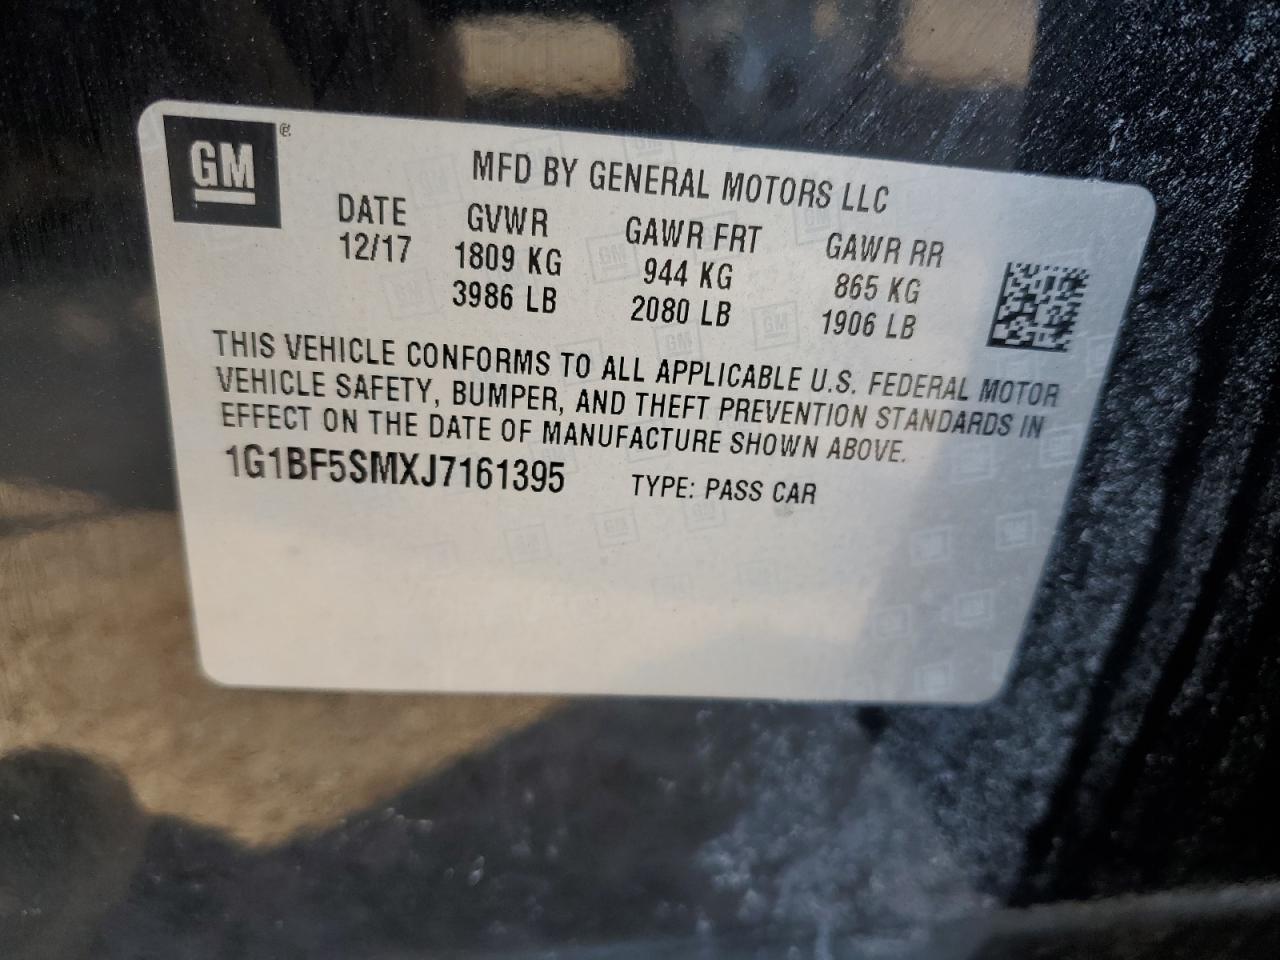 GM
MFD BY GENERAL MOTORS LLC
DATE GVWR GAWR FRT GAWR RR
12/17 1809 KG 944 KG 865 KG
3986 LB 2080 LB 1906 LB
THIS VEHICLE CONFORMS TO ALL APPLICABLE U.S. FEDERAL MOTOR
VEHICLE SAFETY, BUMPER, AND THEFT PREVENTION STANDARDS IN
EFFECT ON THE DATE OF MANUFACTURE SHOWN ABOVE.
1G1BF5SMXJ7161395 TYPE: PASS CAR